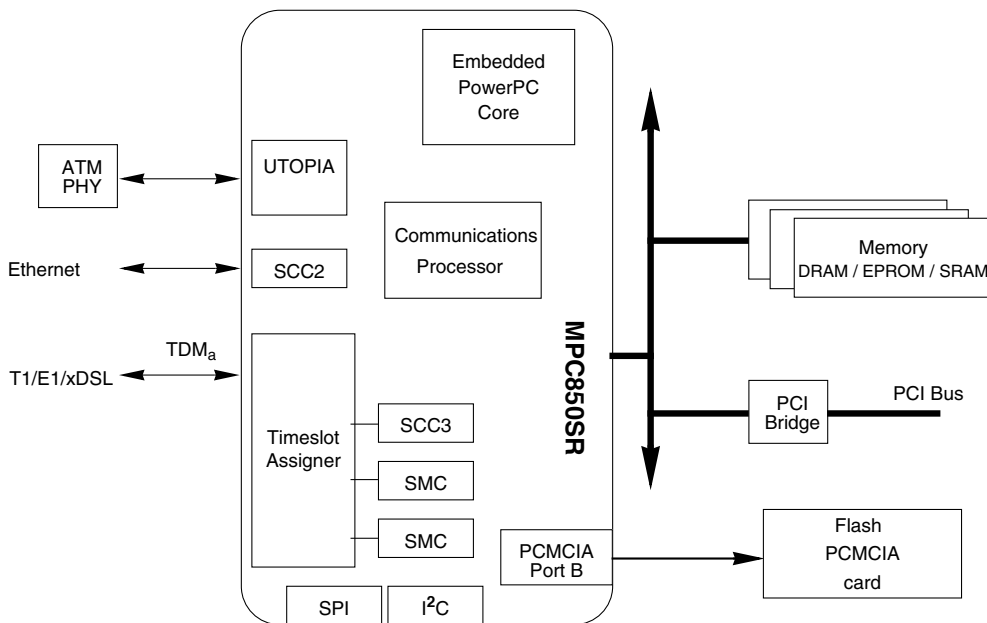 Embedded
PowerPC
Core
ATM
PHY
UTOPIA
Communications
Processor
Memory
DRAM / EPROM / SRAM
Ethernet
SCC2
MPC850SR
TDMa
T1/E1/xDSL
Timeslot
Assigner
SCC3
SMC
SMC
PCI
Bridge
PCI Bus
PCMCIA
Port B
Flash
PCMCIA
card
SPI
I²C